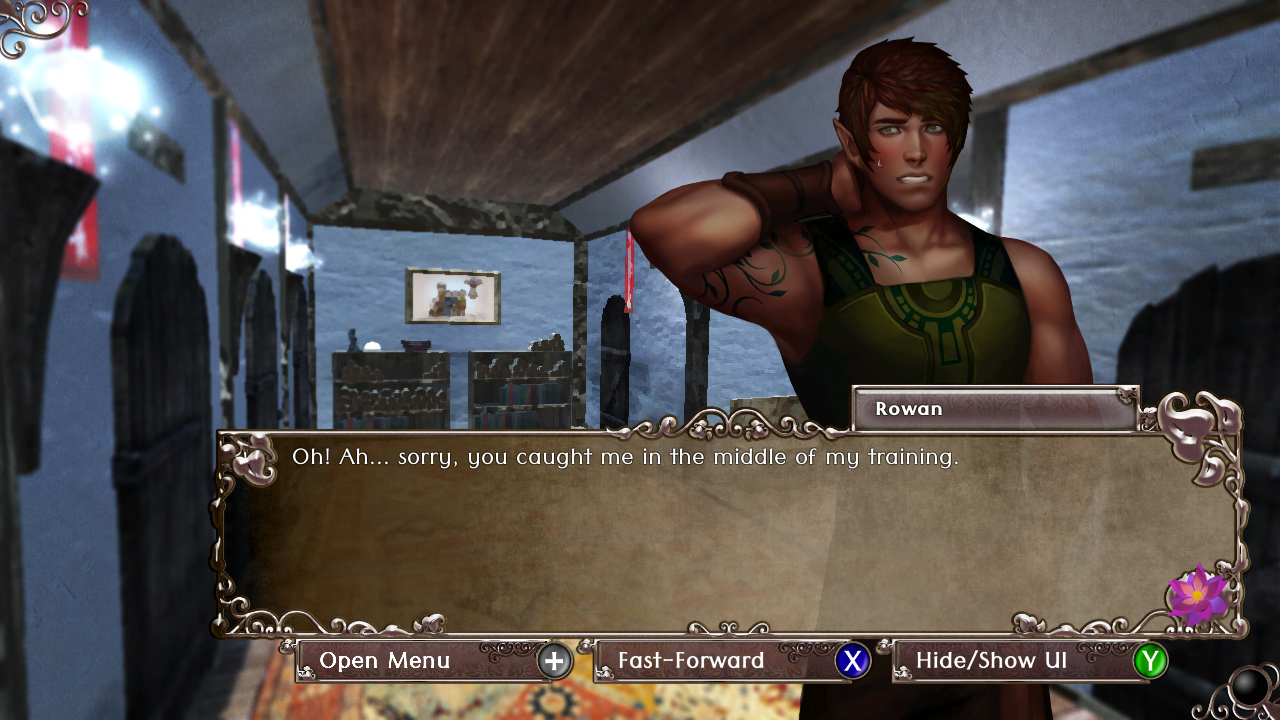 Rowan
Oh! Ah... sorry, you caught me in the middle of my training.
Open Menu +
Fast-Forward X
Hide/Show UI Y
A